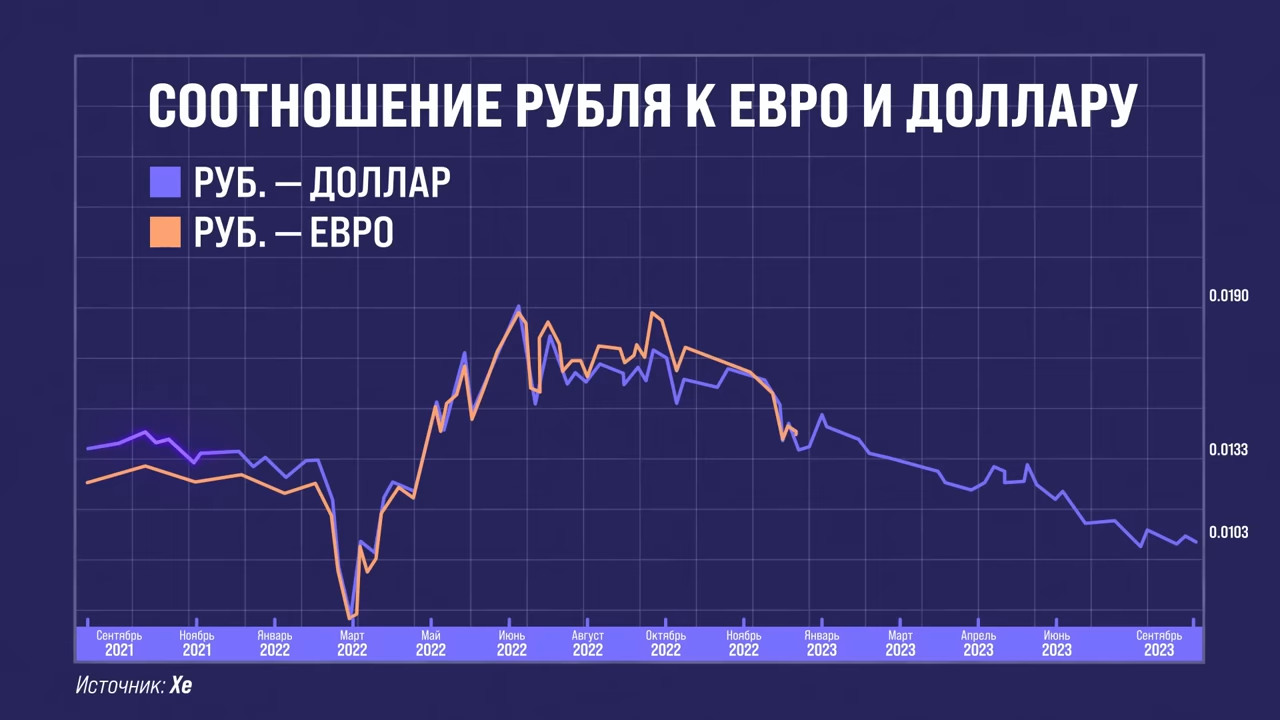 СООТНОШЕНИЕ РУБЛЯ К ЕВРО И ДОЛЛАРУ
РУБ. — ДОЛЛАР
РУБ. — ЕВРО
0.0190
0.0133
0.0103
Сентябрь Ноябрь Январь Март Май Июнь Август Октябрь Ноябрь Январь Март Апрель Июнь Сентябрь
2021 2021 2022 2022 2022 2022 2022 2022 2022 2023 2023 2023 2023 2023
Источник: Xe